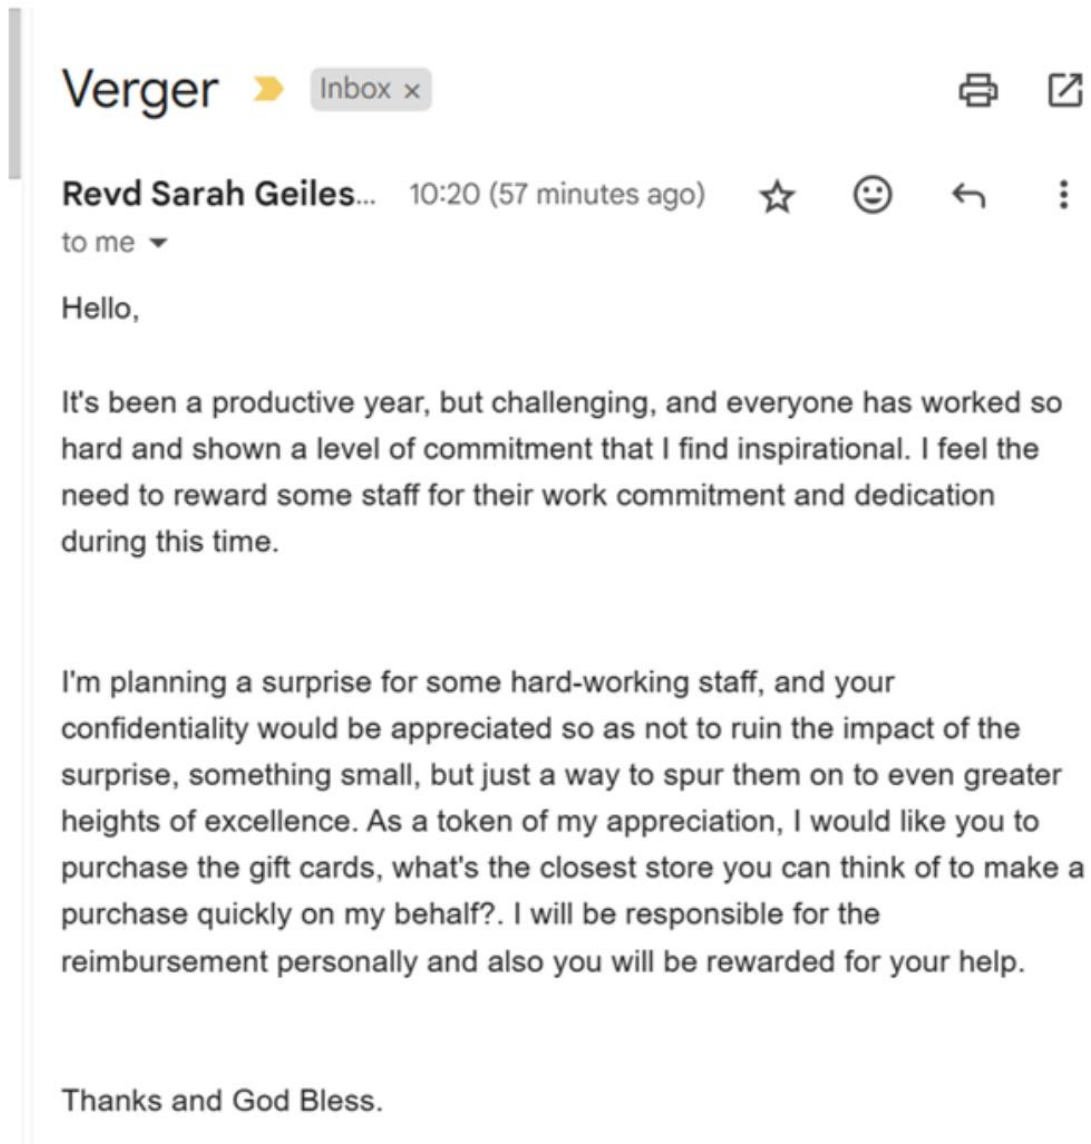 Verger Inbox ×
Revd Sarah Geiles... 10:20 (57 minutes ago)
to me
Hello,
It's been a productive year, but challenging, and everyone has worked so
hard and shown a level of commitment that I find inspirational. I feel the
need to reward some staff for their work commitment and dedication
during this time.
I'm planning a surprise for some hard-working staff, and your
confidentiality would be appreciated so as not to ruin the impact of the
surprise, something small, but just a way to spur them on to even greater
heights of excellence. As a token of my appreciation, I would like you to
purchase the gift cards, what's the closest store you can think of to make a
purchase quickly on my behalf?. I will be responsible for the
reimbursement personally and also you will be rewarded for your help.
Thanks and God Bless.